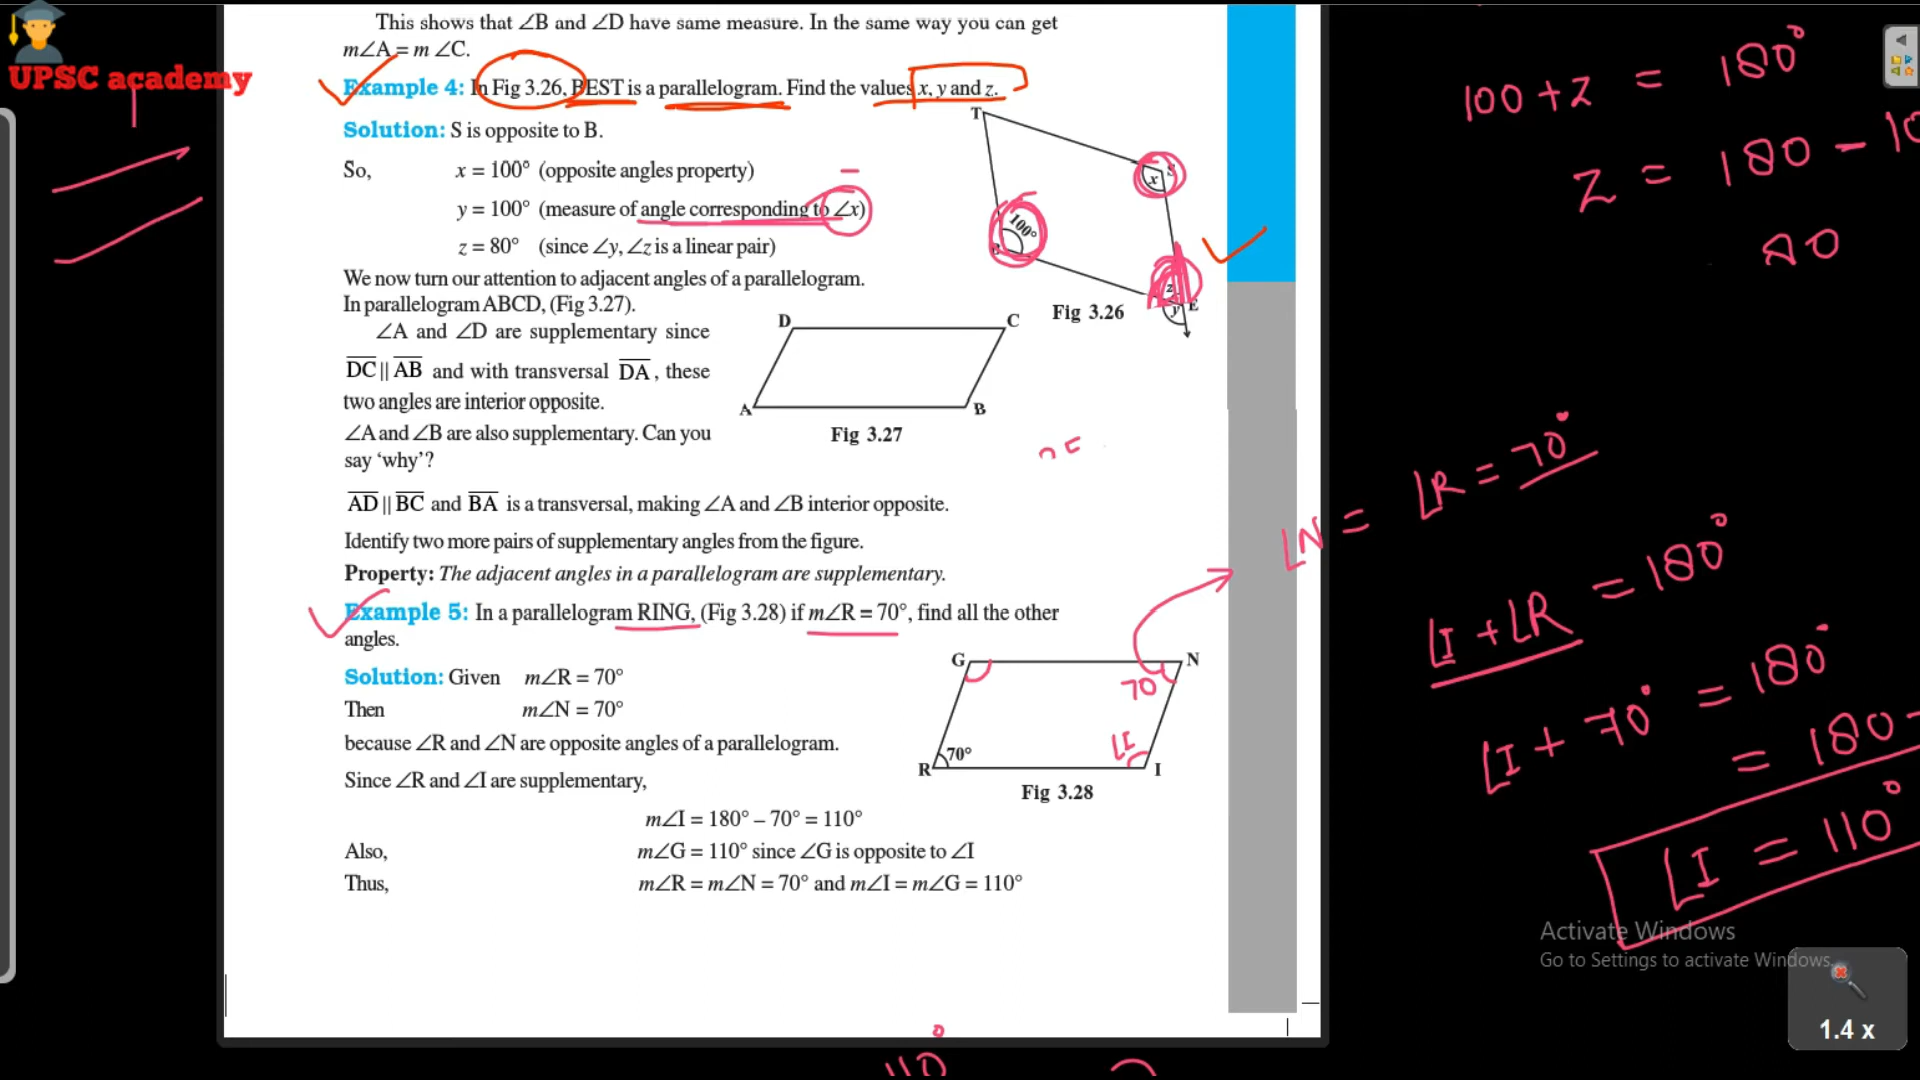 This shows that ∠B and ∠D have same measure. In the same way you can get
m∠A = m ∠C.
UPSC academy
Example 4: In Fig 3.26, BEST is a parallelogram. Find the values x, y and z.
Solution: S is opposite to B.
So, x = 100° (opposite angles property)
y = 100° (measure of angle corresponding to ∠x)
z = 80° (since ∠y, ∠z is a linear pair)
T
S
x
100°
B
z
y
E
Fig 3.26
We now turn our attention to adjacent angles of a parallelogram.
In parallelogram ABCD, (Fig 3.27).
∠A and ∠D are supplementary since
DC || AB and with transversal DA, these
two angles are interior opposite.
∠A and ∠B are also supplementary. Can you
say ‘why’?
D C
A B
Fig 3.27
AD || BC and BA is a transversal, making ∠A and ∠B interior opposite.
Identify two more pairs of supplementary angles from the figure.
Property: The adjacent angles in a parallelogram are supplementary.
Example 5: In a parallelogram RING, (Fig 3.28) if m∠R = 70°, find all the other
angles.
Solution: Given m∠R = 70°
Then m∠N = 70°
because ∠R and ∠N are opposite angles of a parallelogram.
Since ∠R and ∠I are supplementary,
m∠I = 180° – 70° = 110°
Also, m∠G = 110° since ∠G is opposite to ∠I
Thus, m∠R = m∠N = 70° and m∠I = m∠G = 110°
G N
70
∠I
70°
R I
Fig 3.28
100 + z = 180°
z = 180 - 10
80
∠N = ∠R = 70°
∠I + ∠R = 180°
∠I + 70° = 180°
= 180 -
∠I = 110°
110°
Activate Windows
Go to Settings to activate Windows.
1.4 x